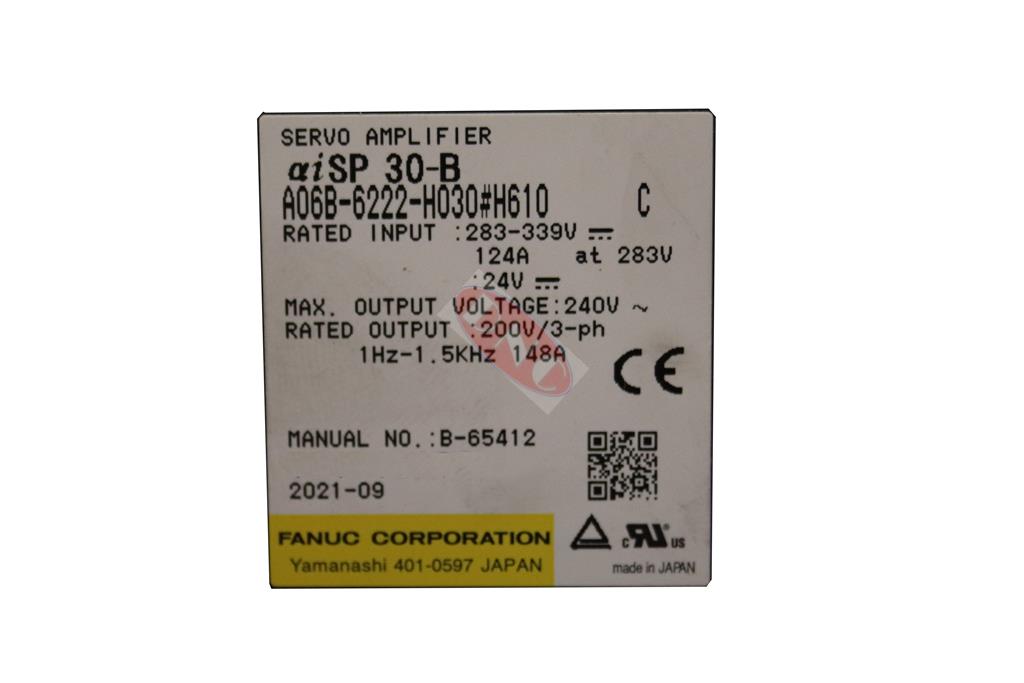 SERVO AMPLIFIER
αiSP 30-B
A06B-6222-H030#H610 C
RATED INPUT :283-339V ⎓
124A at 283V
:24V ⎓
MAX. OUTPUT VOLTAGE:240V ~
RATED OUTPUT :200V/3-ph
1Hz-1.5KHz 148A
CNC
CE
MANUAL NO.:B-65412
2021-09
FANUC CORPORATION
Yamanashi 401-0597 JAPAN
c RU us
made in JAPAN